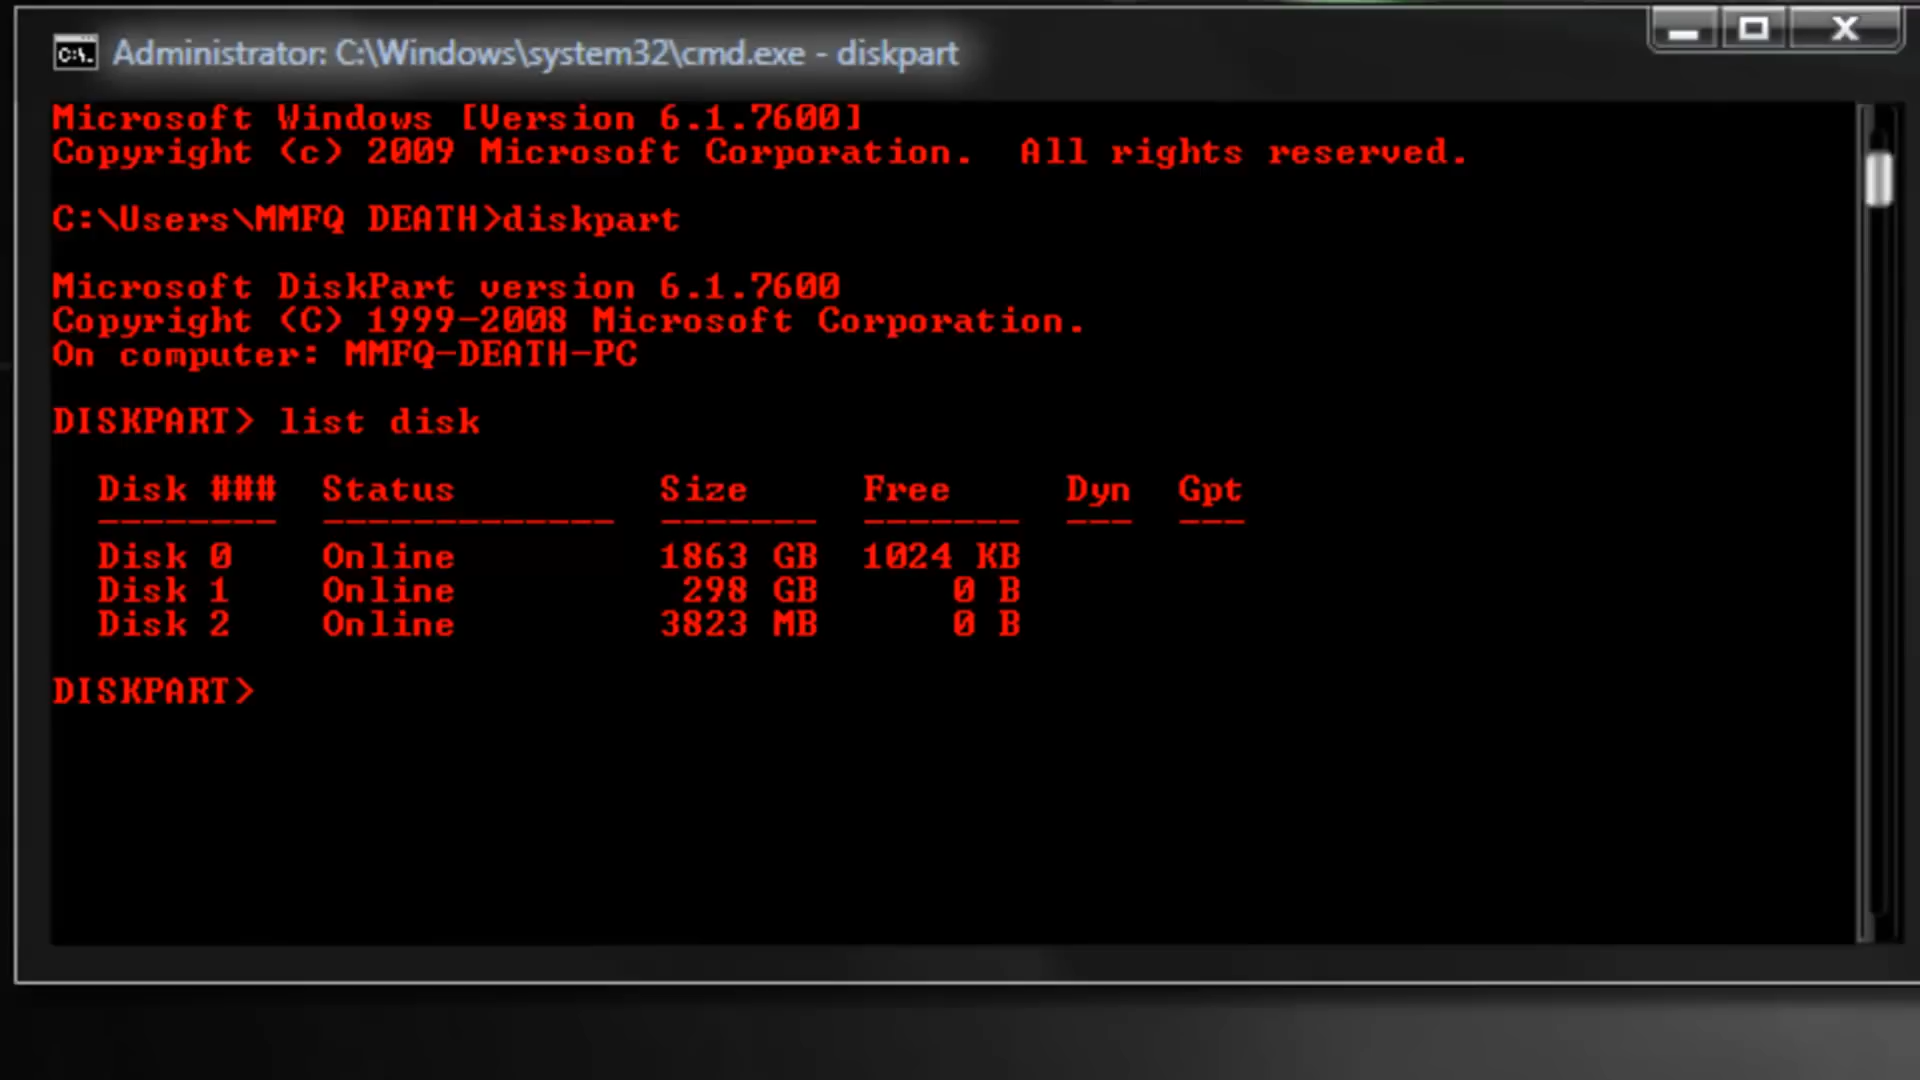 Administrator: C:\Windows\system32\cmd.exe - diskpart
Microsoft Windows [Version 6.1.7600]
Copyright (c) 2009 Microsoft Corporation.  All rights reserved.
C:\Users\MMFQ DEATH>diskpart
Microsoft DiskPart version 6.1.7600
Copyright (C) 1999-2008 Microsoft Corporation.
On computer: MMFQ-DEATH-PC
DISKPART> list disk
Disk ###  Status         Size     Free     Dyn  Gpt
--------  -------------  -------  -------  ---  ---
Disk 0    Online         1863 GB  1024 KB
Disk 1    Online          298 GB      0 B
Disk 2    Online         3823 MB      0 B
DISKPART>